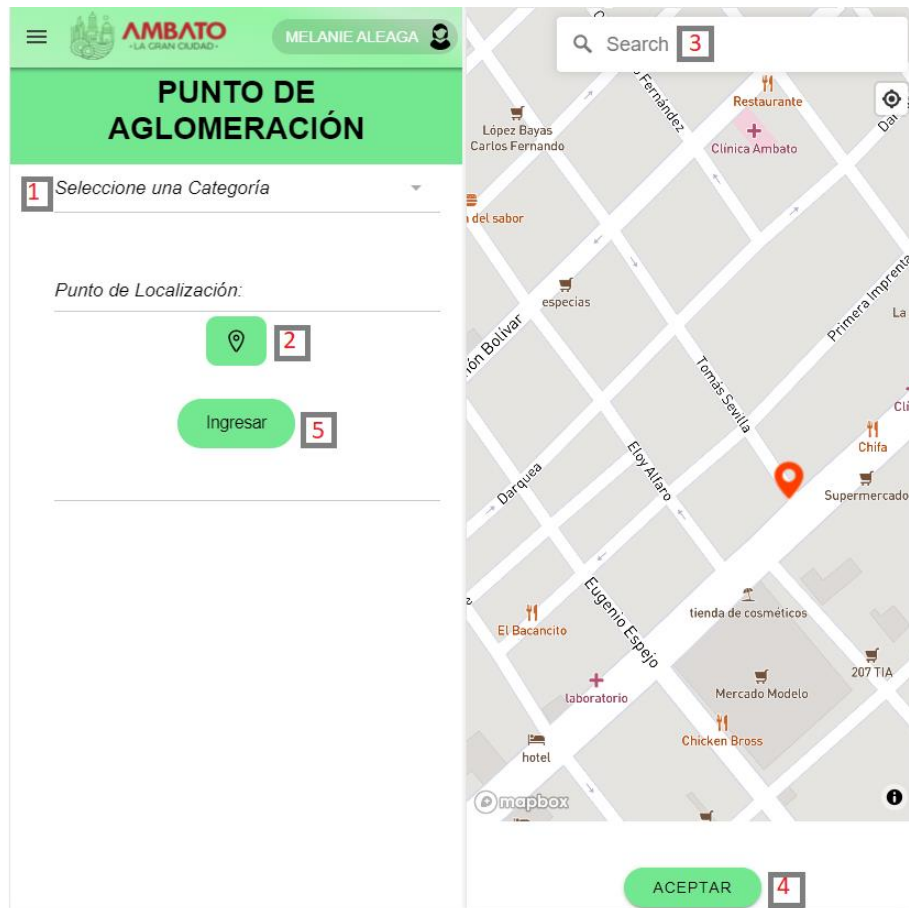 AMBATO
-LA GRAN CIUDAD-
MELANIE ALEAGA
PUNTO DE
AGLOMERACIÓN
1
Seleccione una Categoría
Punto de Localización:
2
Ingresar
5
Search
3
Fernández
Restaurante
López Bayas
Carlos Fernando
Clínica Ambato
del sabor
especias
Primera Imprenta
La
Bolívar
Tomás Sevilla
Chifa
Darquea
Eloy Alfaro
Supermercado
Eugenio Espejo
tienda de cosméticos
El Bacancito
207 TIA
laboratorio
Mercado Modelo
Chicken Bross
hotel
mapbox
ACEPTAR
4